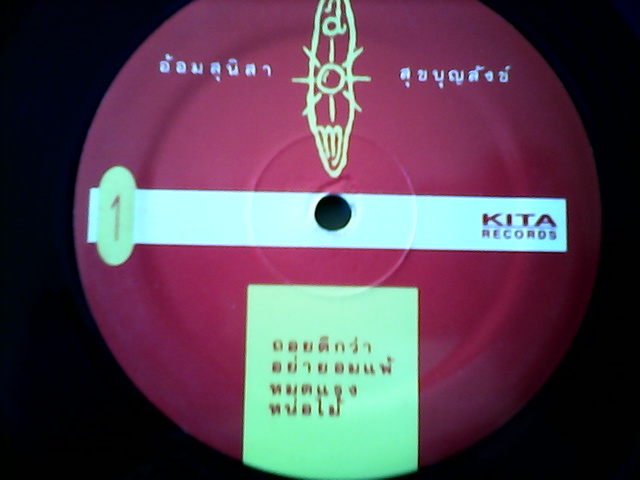 อ้อมสุนิสา
สุขบุญสังข์
1
KITA
RECORDS
ถอยดีกว่า
อย่ายอมแพ้
หมดแรง
หน่อไม้